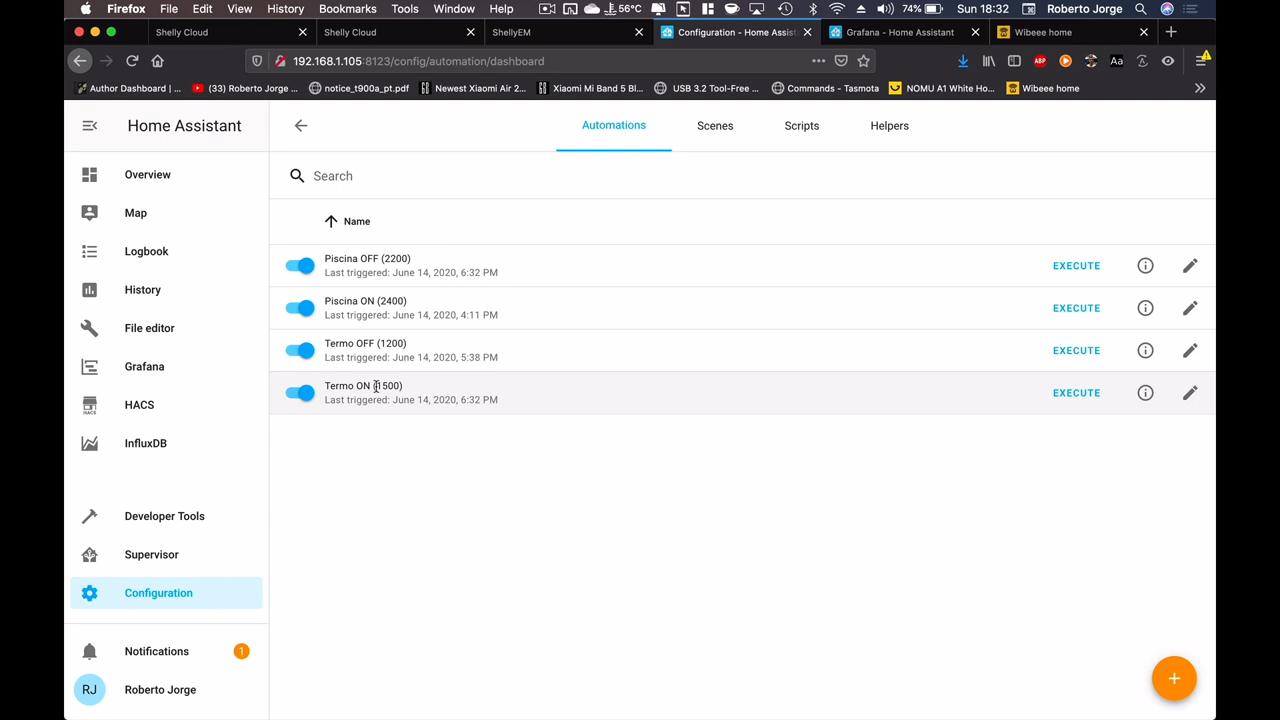 Firefox File Edit View History Bookmarks Tools Window Help 56°C 74% Sun 18:32 Roberto Jorge
Shelly Cloud Shelly Cloud ShellyEM Configuration - Home Assist Grafana - Home Assistant Wibeee home
192.168.1.105:8123/config/automation/dashboard ABP Aa
Author Dashboard | ... (33) Roberto Jorge ... notice_t900a_pt.pdf Newest Xiaomi Air 2... Xiaomi Mi Band 5 Bl... USB 3.2 Tool-Free ... Commands - Tasmota NOMU A1 White Ho... Wibeee home
Home Assistant
Automations Scenes Scripts Helpers
Overview
Map
Logbook
History
File editor
Grafana
HACS HACS
InfluxDB
Developer Tools
Supervisor
Configuration
Notifications 1
RJ Roberto Jorge
Search
Name
Piscina OFF (2200)
Last triggered: June 14, 2020, 6:32 PM
EXECUTE
Piscina ON (2400)
Last triggered: June 14, 2020, 4:11 PM
EXECUTE
Termo OFF (1200)
Last triggered: June 14, 2020, 5:38 PM
EXECUTE
Termo ON (1500)
Last triggered: June 14, 2020, 6:32 PM
EXECUTE